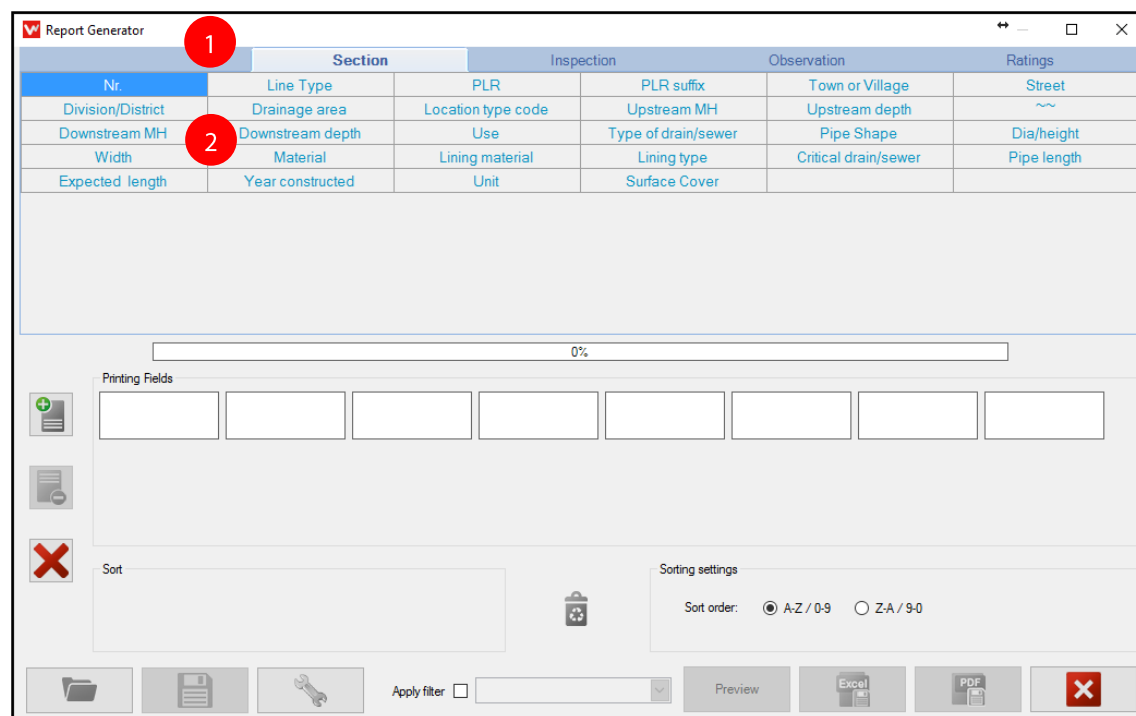 Report Generator
1
Section Inspection Observation Ratings
Nr. Line Type PLR PLR suffix Town or Village Street
Division/District Drainage area Location type code Upstream MH Upstream depth ~~
Downstream MH Downstream depth Use Type of drain/sewer Pipe Shape Dia/height
2
Width Material Lining material Lining type Critical drain/sewer Pipe length
Expected length Year constructed Unit Surface Cover
0%
Printing Fields
Sort
Sorting settings
Sort order: A-Z / 0-9 Z-A / 9-0
Apply filter Preview Excel PDF